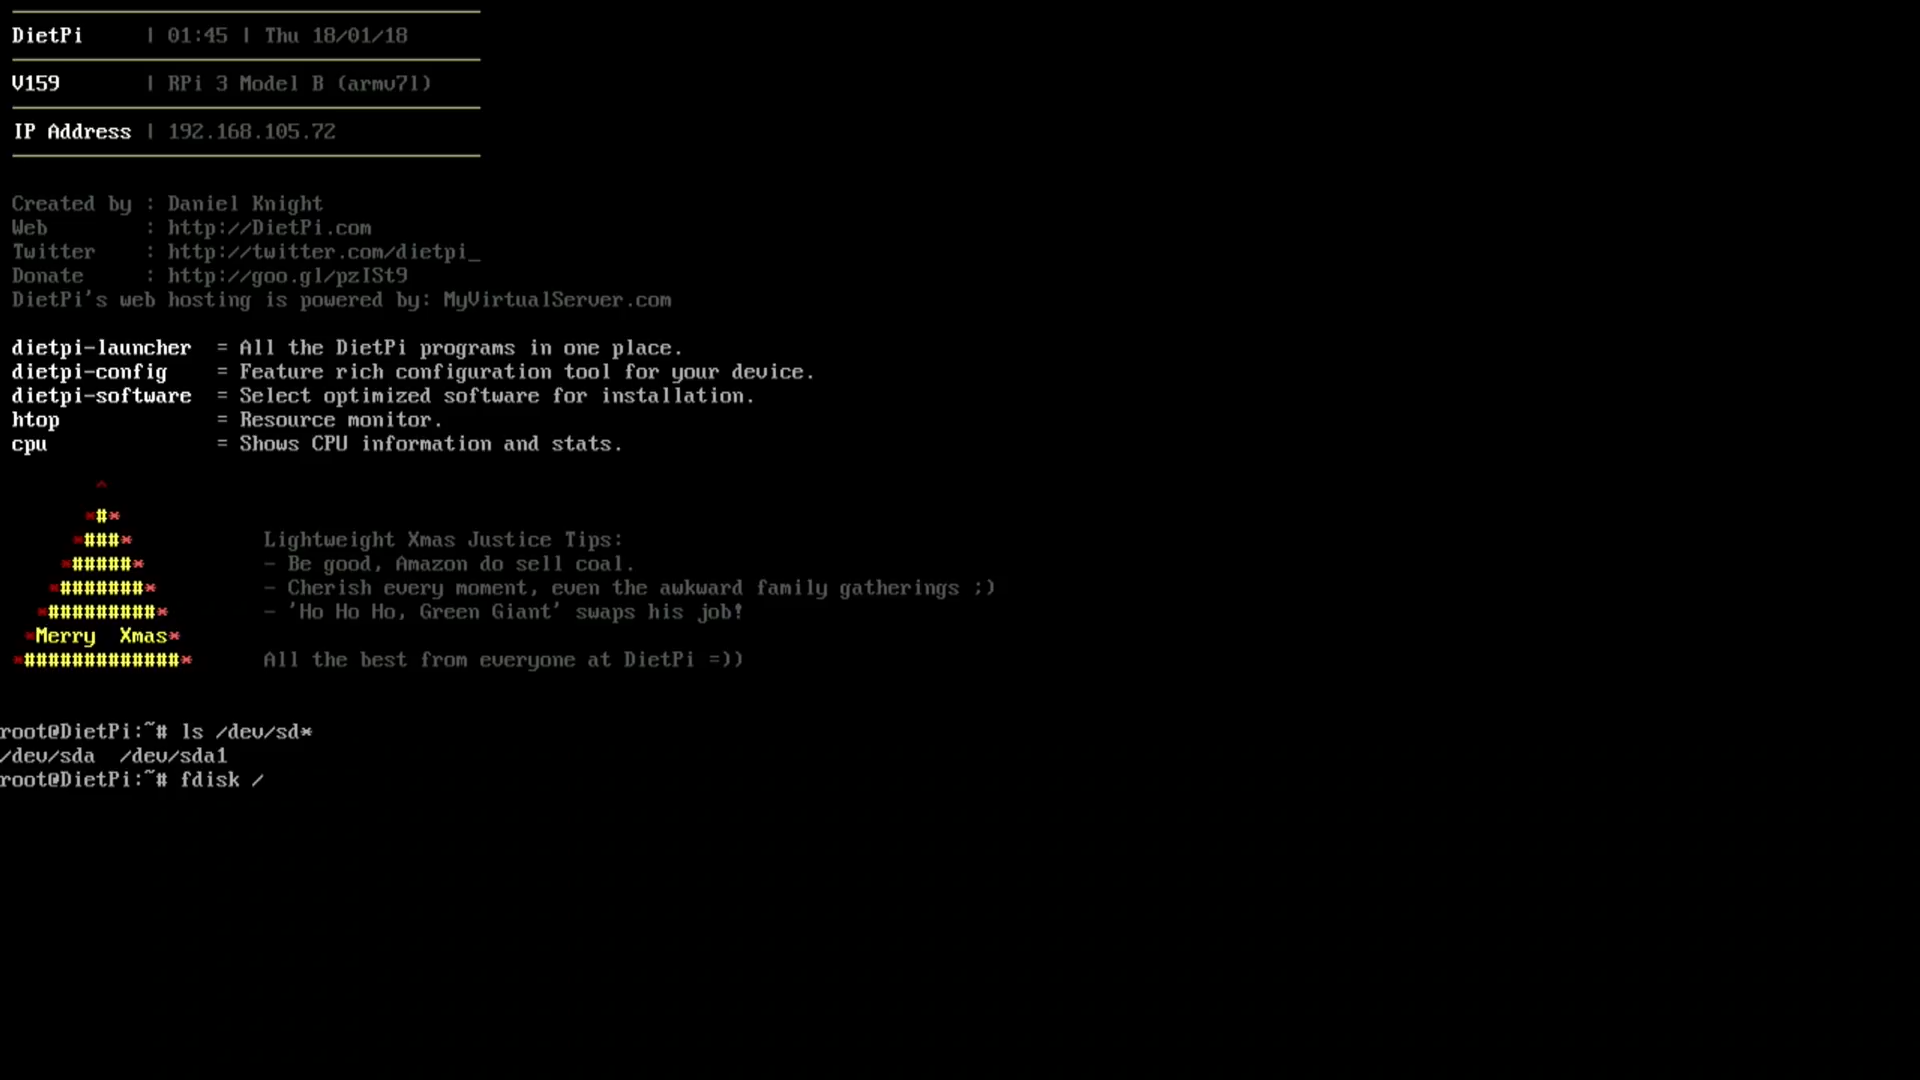 DietPi | 01:45 | Thu 18/01/18
V159 | RPi 3 Model B (armv7l)
IP Address | 192.168.105.72
Created by : Daniel Knight
Web : http://DietPi.com
Twitter : http://twitter.com/dietpi_
Donate : http://goo.gl/pzISt9
DietPi's web hosting is powered by: MyVirtualServer.com
dietpi-launcher = All the DietPi programs in one place.
dietpi-config = Feature rich configuration tool for your device.
dietpi-software = Select optimized software for installation.
htop = Resource monitor.
cpu = Shows CPU information and stats.
^
*#*
*###* Lightweight Xmas Justice Tips:
*#####* - Be good, Amazon do sell coal.
*#######* - Cherish every moment, even the awkward family gatherings ;)
*#########* - 'Ho Ho Ho, Green Giant' swaps his job!
*Merry Xmas*
*#############* All the best from everyone at DietPi =))
root@DietPi:~# ls /dev/sd*
/dev/sda /dev/sda1
root@DietPi:~# fdisk /